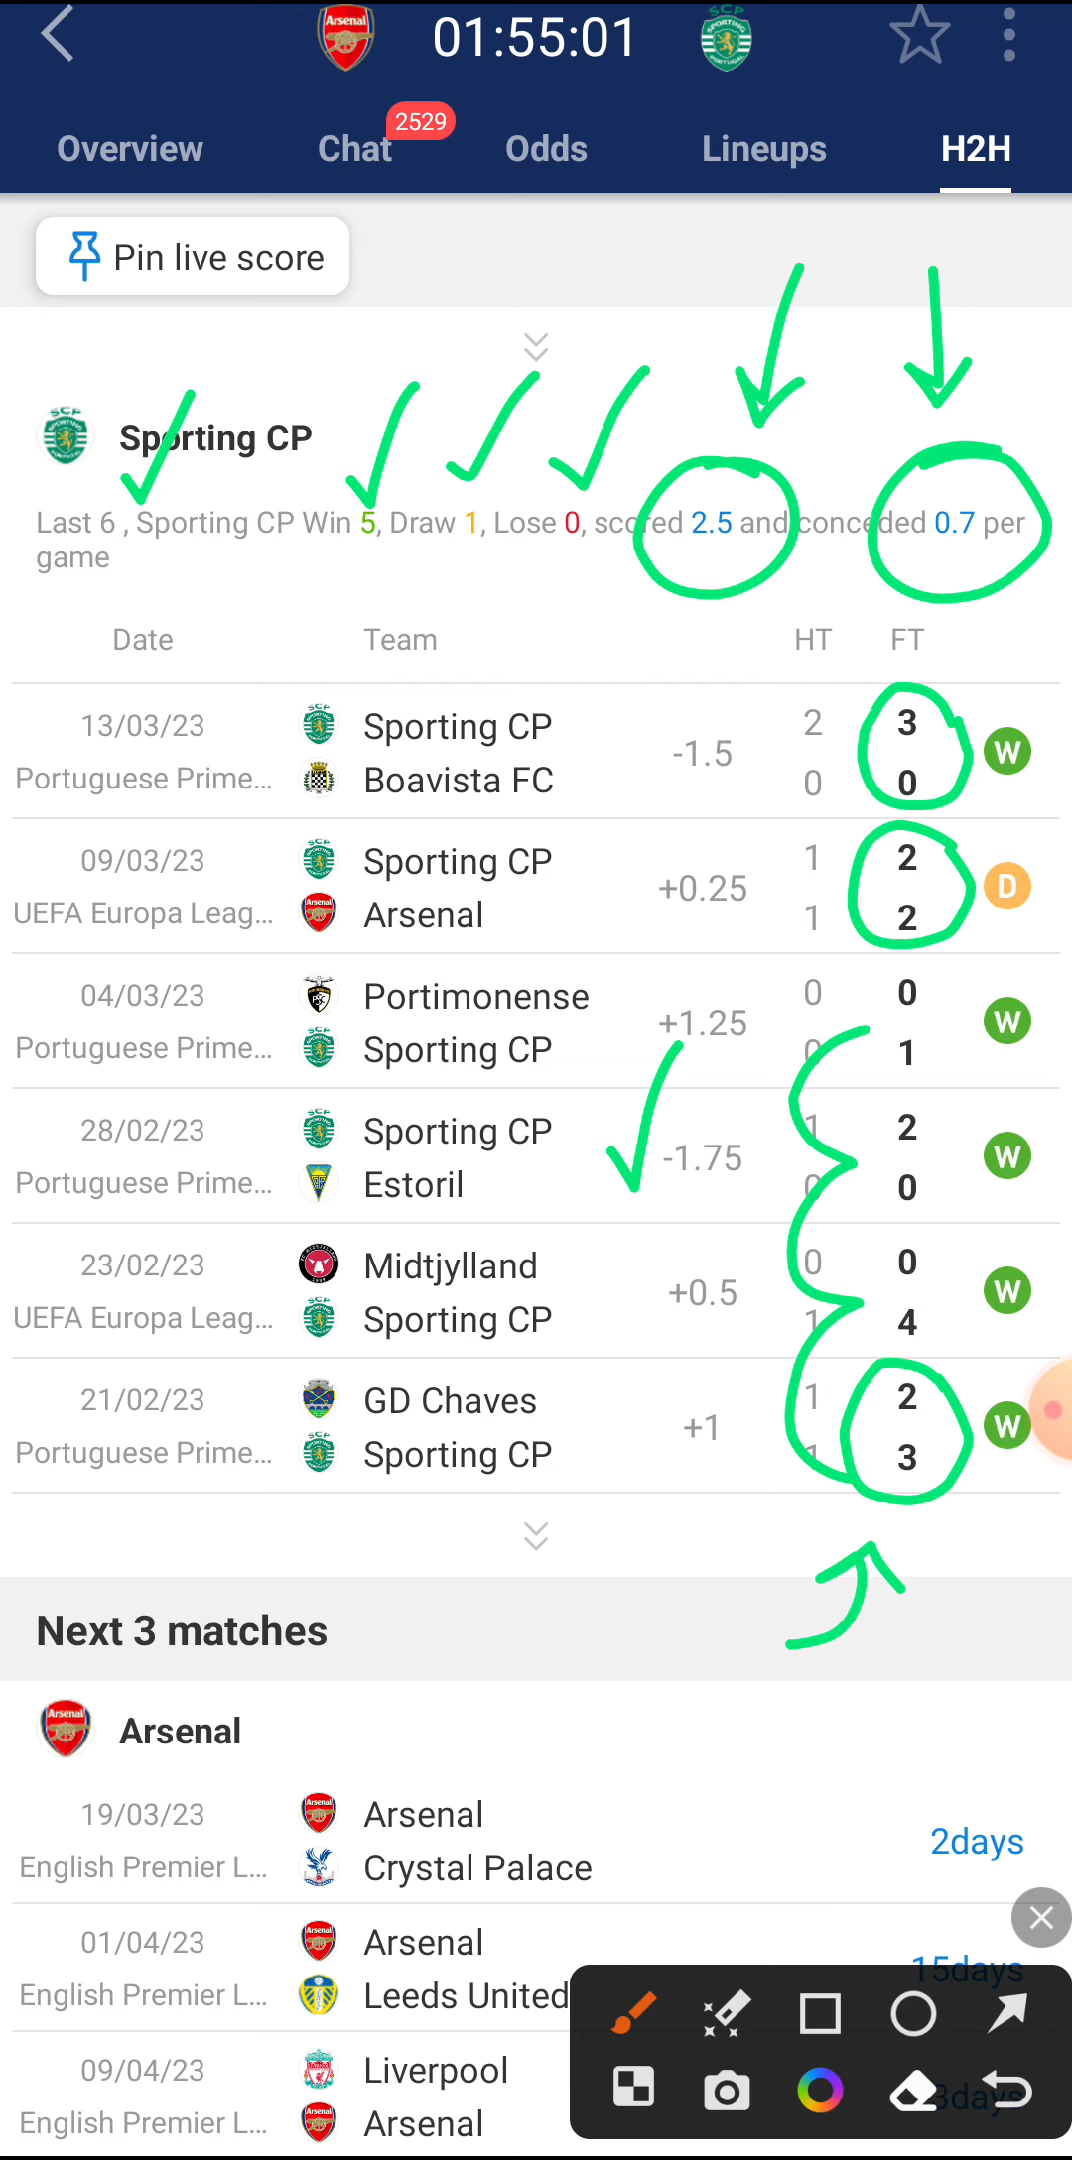 01:55:01
Overview Chat 2529 Odds Lineups H2H
Pin live score
Sporting CP
Last 6 , Sporting CP Win 5, Draw 1, Lose 0, scored 2.5 and conceded 0.7 per
game
Date Team HT FT
13/03/23 Sporting CP 2 3
Portuguese Prime... Boavista FC -1.5 0 0 W
09/03/23 Sporting CP 1 2
UEFA Europa Leag... Arsenal +0.25 1 2 D
04/03/23 Portimonense 0 0
Portuguese Prime... Sporting CP +1.25 0 1 W
28/02/23 Sporting CP 1 2
Portuguese Prime... Estoril -1.75 0 0 W
23/02/23 Midtjylland 0 0
UEFA Europa Leag... Sporting CP +0.5 1 4 W
21/02/23 GD Chaves 1 2
Portuguese Prime... Sporting CP +1 1 3 W
Next 3 matches
Arsenal
19/03/23 Arsenal
English Premier L... Crystal Palace 2days
01/04/23 Arsenal 15days
English Premier L... Leeds United
09/04/23 Liverpool
English Premier L... Arsenal